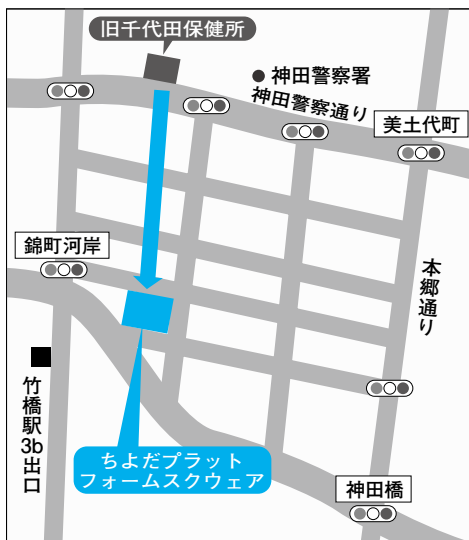 旧千代田保健所
神田警察署
神田警察通り
美土代町
錦町河岸
本郷通り
竹橋駅3b出口
ちよだプラット
フォームスクウェア
神田橋